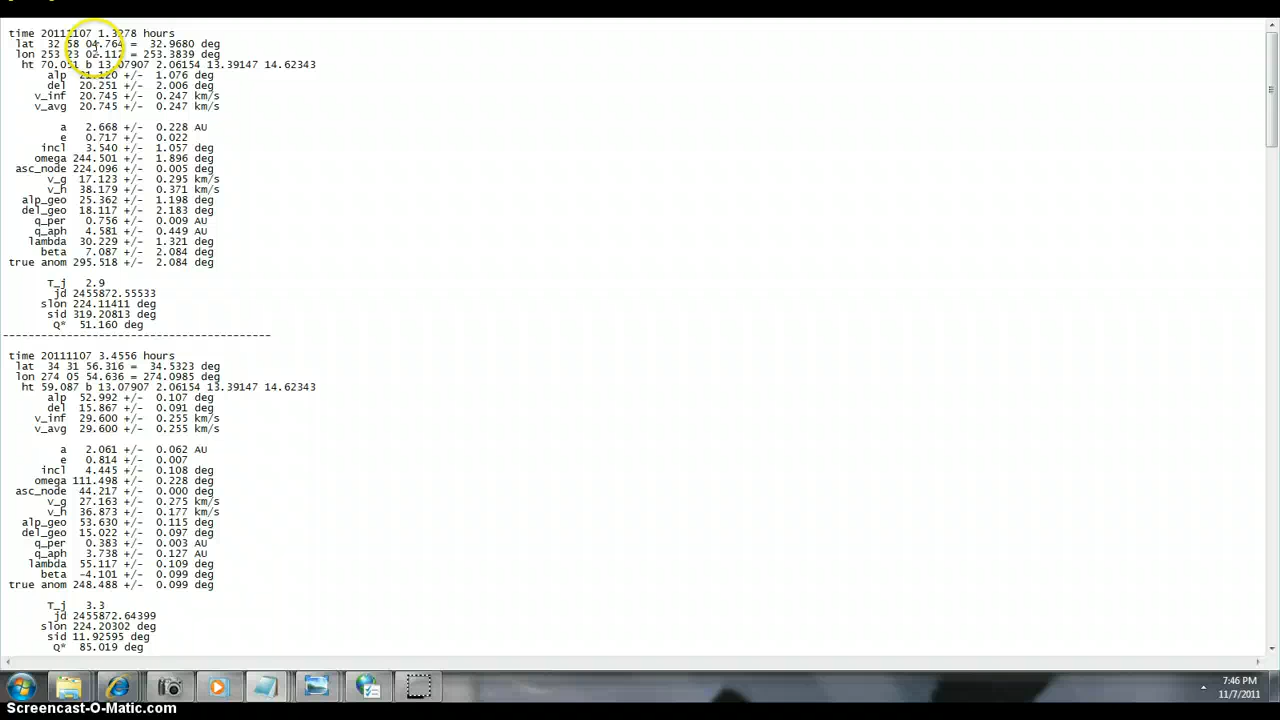 time 20111107 1.3278 hours
lat 32 58 04.764 = 32.9680 deg
lon 253 23 02.112 = 253.3839 deg
ht 70.051 b 13.07907 2.06154 13.39147 14.62343
alp 21.120 +/- 1.076 deg
del 20.251 +/- 2.006 deg
v_inf 20.745 +/- 0.247 km/s
v_avg 20.745 +/- 0.247 km/s
a 2.668 +/- 0.228 AU
e 0.717 +/- 0.022
incl 3.540 +/- 1.057 deg
omega 244.501 +/- 1.896 deg
asc_node 224.096 +/- 0.005 deg
v_g 17.123 +/- 0.295 km/s
v_h 38.179 +/- 0.371 km/s
alp_geo 25.362 +/- 1.198 deg
del_geo 18.117 +/- 2.183 deg
q_per 0.756 +/- 0.009 AU
q_aph 4.581 +/- 0.449 AU
lambda 30.229 +/- 1.321 deg
beta 7.087 +/- 2.084 deg
true anom 295.518 +/- 2.084 deg
T_j 2.9
jd 2455872.55533
slon 224.11411 deg
sid 319.20813 deg
Q* 51.160 deg
-----------------------------------------
time 20111107 3.4556 hours
lat 34 31 56.316 = 34.5323 deg
lon 274 05 54.636 = 274.0985 deg
ht 59.087 b 13.07907 2.06154 13.39147 14.62343
alp 52.992 +/- 0.107 deg
del 15.867 +/- 0.091 deg
v_inf 29.600 +/- 0.255 km/s
v_avg 29.600 +/- 0.255 km/s
a 2.061 +/- 0.062 AU
e 0.814 +/- 0.007
incl 4.445 +/- 0.108 deg
omega 111.498 +/- 0.228 deg
asc_node 44.217 +/- 0.000 deg
v_g 27.163 +/- 0.275 km/s
v_h 36.873 +/- 0.177 km/s
alp_geo 53.630 +/- 0.115 deg
del_geo 15.022 +/- 0.097 deg
q_per 0.383 +/- 0.003 AU
q_aph 3.738 +/- 0.127 AU
lambda 55.117 +/- 0.109 deg
beta -4.101 +/- 0.099 deg
true anom 248.488 +/- 0.099 deg
T_j 3.3
jd 2455872.64399
slon 224.20302 deg
sid 11.92595 deg
Q* 85.019 deg
7:46 PM
11/7/2011
Screencast-O-Matic.com